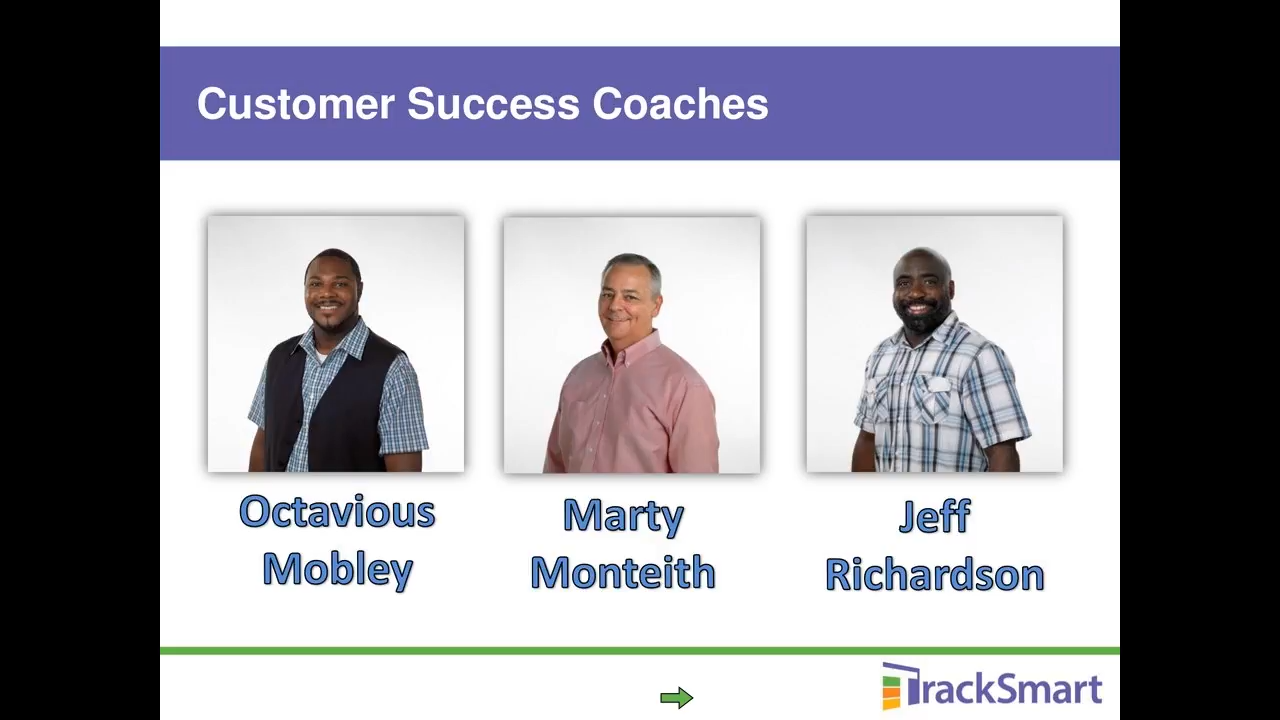 Customer Success Coaches
Octavious
Mobley
Marty
Monteith
Jeff
Richardson
TrackSmart